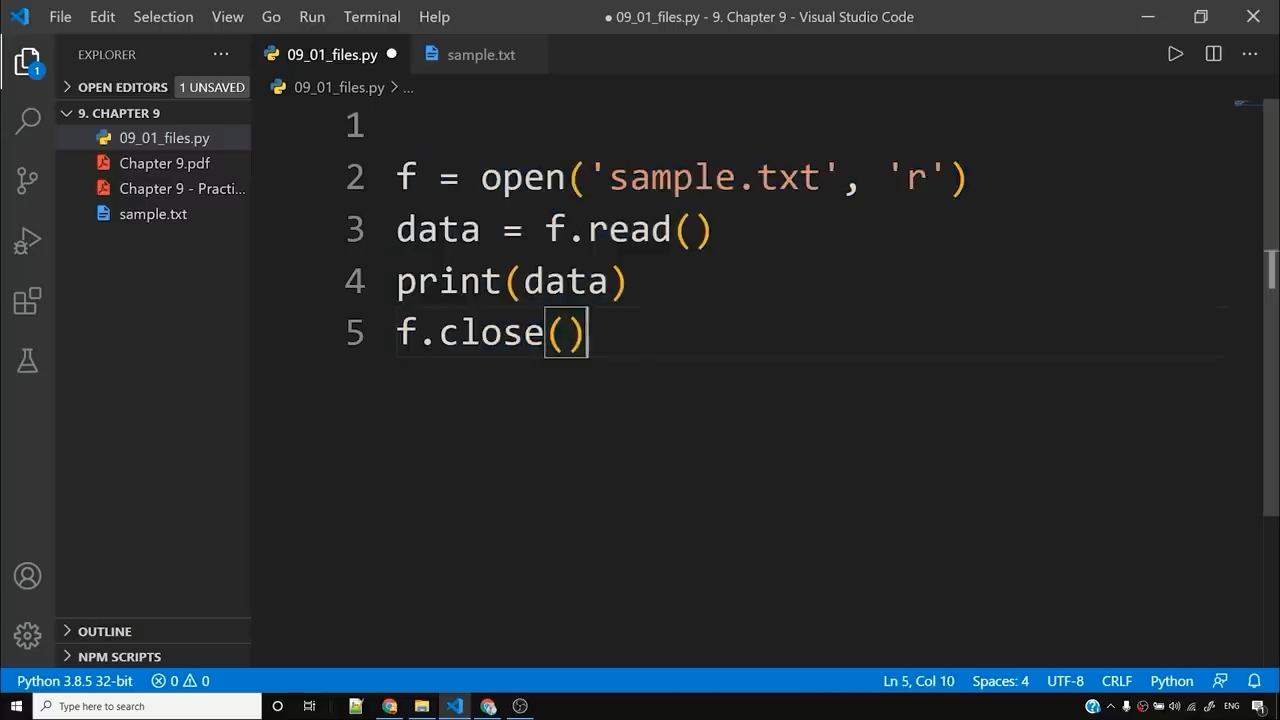 File Edit Selection View Go Run Terminal Help
● 09_01_files.py - 9. Chapter 9 - Visual Studio Code
EXPLORER
OPEN EDITORS 1 UNSAVED
9. CHAPTER 9
09_01_files.py
Chapter 9.pdf
Chapter 9 - Practi...
sample.txt
1
09_01_files.py ● sample.txt
09_01_files.py > ...
1
2 f = open('sample.txt', 'r')
3 data = f.read()
4 print(data)
5 f.close()
OUTLINE
NPM SCRIPTS
Python 3.8.5 32-bit 0 0 Ln 5, Col 10 Spaces: 4 UTF-8 CRLF Python
Type here to search ENG